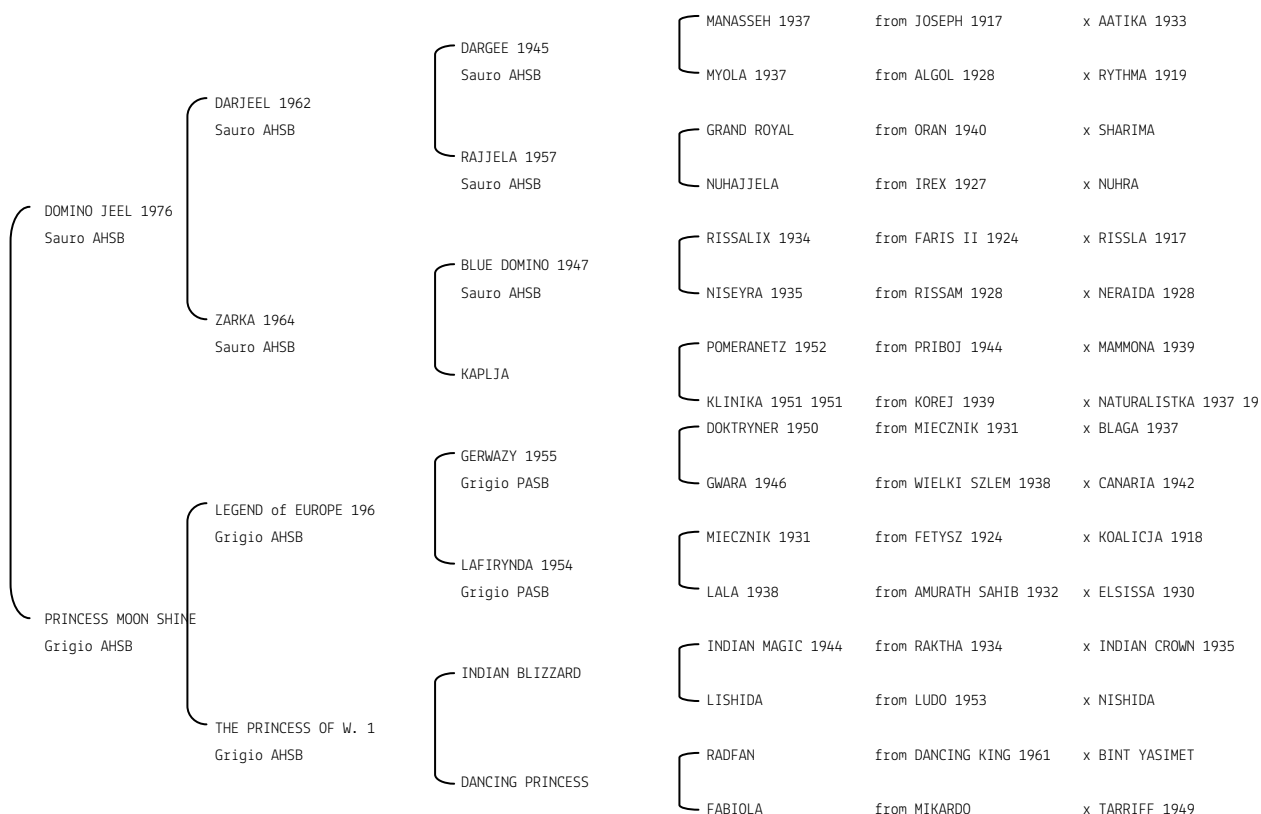 MANASSEH 1937 from JOSEPH 1917 x AATIKA 1933
DARGEE 1945
Sauro AHSB
MYOLA 1937 from ALGOL 1928 x RYTHMA 1919
DARJEEL 1962
Sauro AHSB
GRAND ROYAL from ORAN 1940 x SHARIMA
RAJJELA 1957
Sauro AHSB
NUHAJJELA from IREX 1927 x NUHRA
DOMINO JEEL 1976
Sauro AHSB
RISSALIX 1934 from FARIS II 1924 x RISSLA 1917
BLUE DOMINO 1947
Sauro AHSB
NISEYRA 1935 from RISSAM 1928 x NERAIDA 1928
ZARKA 1964
Sauro AHSB
POMERANETZ 1952 from PRIBOJ 1944 x MAMMONA 1939
KAPLJA
KLINIKA 1951 1951 from KOREJ 1939 x NATURALISTKA 1937 19
DOKTRYNER 1950 from MIECZNIK 1931 x BLAGA 1937
GERWAZY 1955
Grigio PASB
GWARA 1946 from WIELKI SZLEM 1938 x CANARIA 1942
LEGEND of EUROPE 196
Grigio AHSB
MIECZNIK 1931 from FETYSZ 1924 x KOALICJA 1918
LAFIRYNDA 1954
Grigio PASB
LALA 1938 from AMURATH SAHIB 1932 x ELSISSA 1930
PRINCESS MOON SHINE
Grigio AHSB
INDIAN MAGIC 1944 from RAKTHA 1934 x INDIAN CROWN 1935
INDIAN BLIZZARD
LISHIDA from LUDO 1953 x NISHIDA
THE PRINCESS OF W. 1
Grigio AHSB
RADFAN from DANCING KING 1961 x BINT YASIMET
DANCING PRINCESS
FABIOLA from MIKARDO x TARRIFF 1949